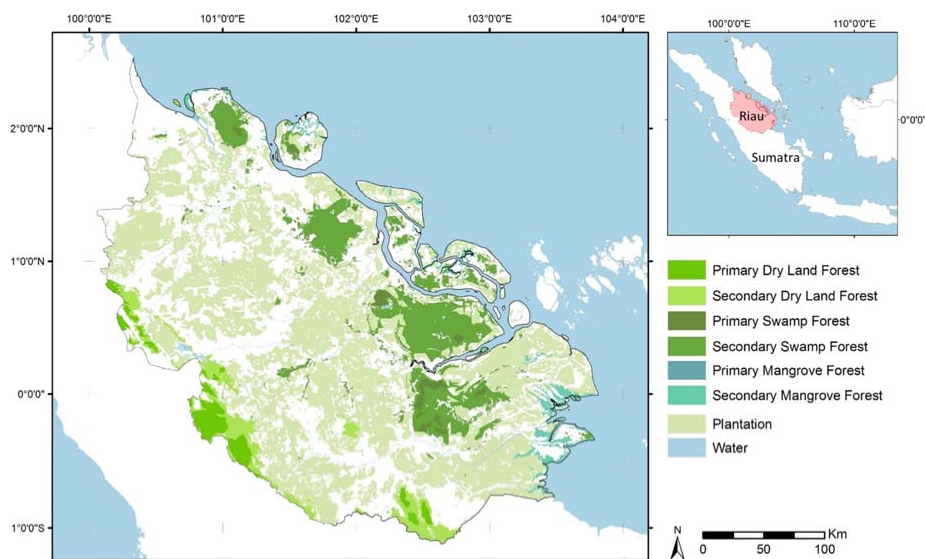 100°0'0"E 101°0'0"E 102°0'0"E 103°0'0"E 104°0'0"E
2°0'0"N
1°0'0"N
0°0'0"
1°0'0"S
100°0'0"E 110°0'0"E
0°0'0"
Riau
Sumatra
Primary Dry Land Forest
Secondary Dry Land Forest
Primary Swamp Forest
Secondary Swamp Forest
Primary Mangrove Forest
Secondary Mangrove Forest
Plantation
Water
N
Km
0 50 100